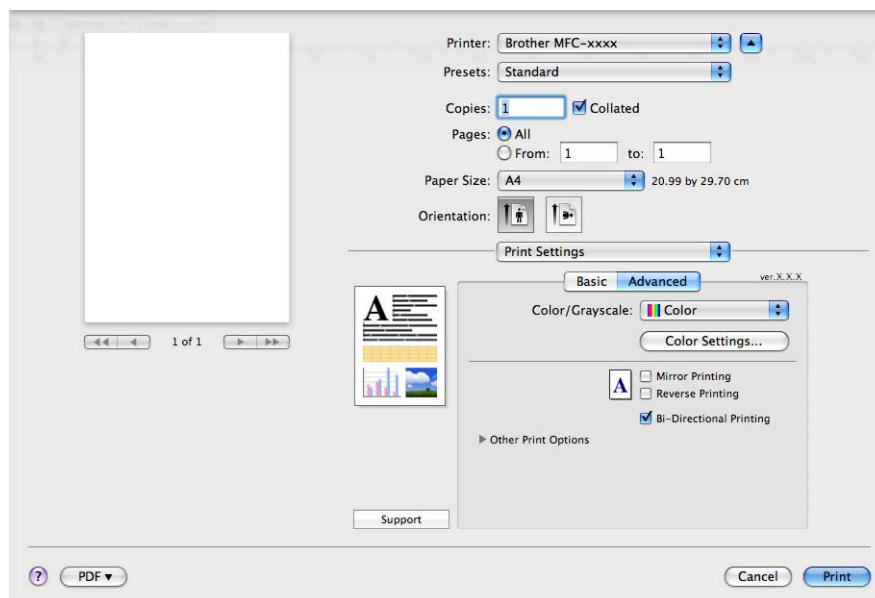 Printer: Brother MFC-xxxx
Presets: Standard
Copies: 1 Collated
Pages: All
From: 1 to: 1
Paper Size: A4 20.99 by 29.70 cm
Orientation:
Print Settings
Basic Advanced ver.X.X.X
Color/Grayscale: Color
Color Settings...
A
A
Mirror Printing
Reverse Printing
Bi-Directional Printing
Other Print Options
1 of 1
Support
? PDF Cancel Print